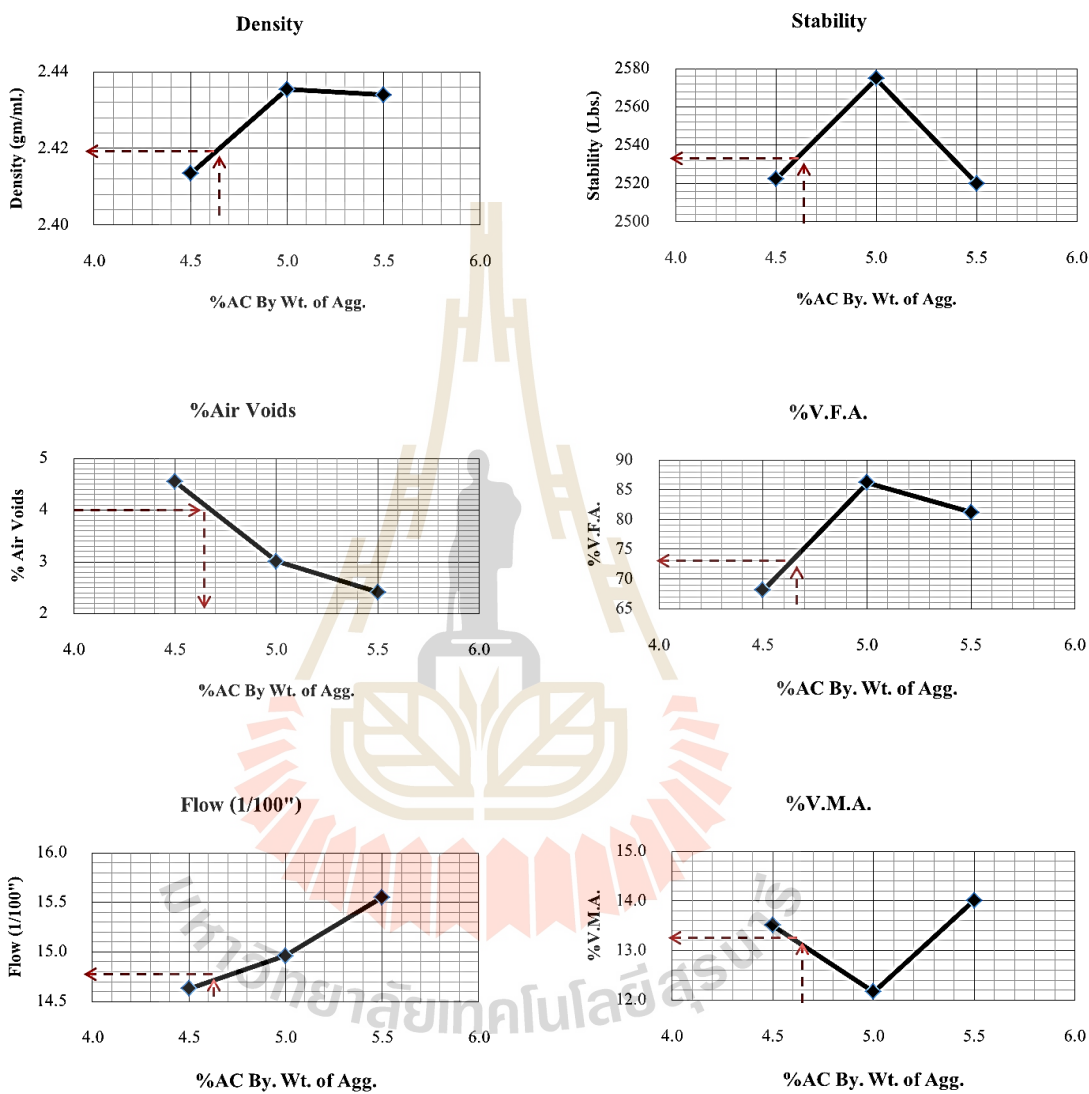 Density
Density (gm/ml.)
2.44
2.42
2.40
4.0 4.5 5.0 5.5 6.0
%AC By Wt. of Agg.
Stability
Stability (Lbs.)
2580
2560
2540
2520
2500
4.0 4.5 5.0 5.5 6.0
%AC By. Wt. of Agg.
%Air Voids
% Air Voids
5
4
3
2
4.0 4.5 5.0 5.5 6.0
%AC By Wt. of Agg.
%V.F.A.
%V.F.A.
90
85
80
75
70
65
4.0 4.5 5.0 5.5 6.0
%AC By. Wt. of Agg.
Flow (1/100")
Flow (1/100")
16.0
15.5
15.0
14.5
4.0 4.5 5.0 5.5 6.0
%AC By. Wt. of Agg.
%V.M.A.
%V.M.A.
15.0
14.0
13.0
12.0
4.0 4.5 5.0 5.5 6.0
%AC By. Wt. of Agg.
มหาวิทยาลัยเทคโนโลยีสุรนารี